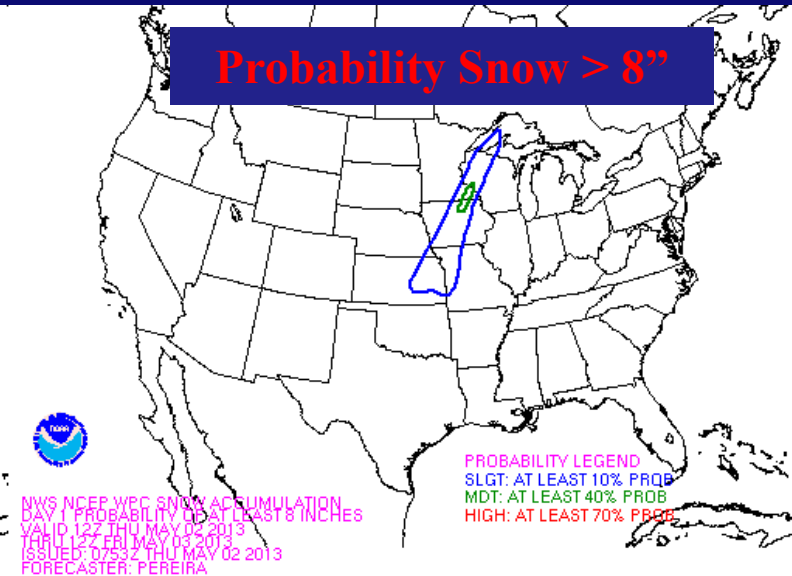 Probability Snow > 8”
NOAA
PROBABILITY LEGEND
SLGT: AT LEAST 10% PROB
MDT: AT LEAST 40% PROB
HIGH: AT LEAST 70% PROB
NWS NCEP WPC SNOW ACCUMULATION
DAY 1 PROBABILITY OF AT LEAST 8 INCHES
VALID 12Z THU MAY 02 2013
THRU 12Z FRI MAY 03 2013
ISSUED: 0753Z THU MAY 02 2013
FORECASTER: PEREIRA